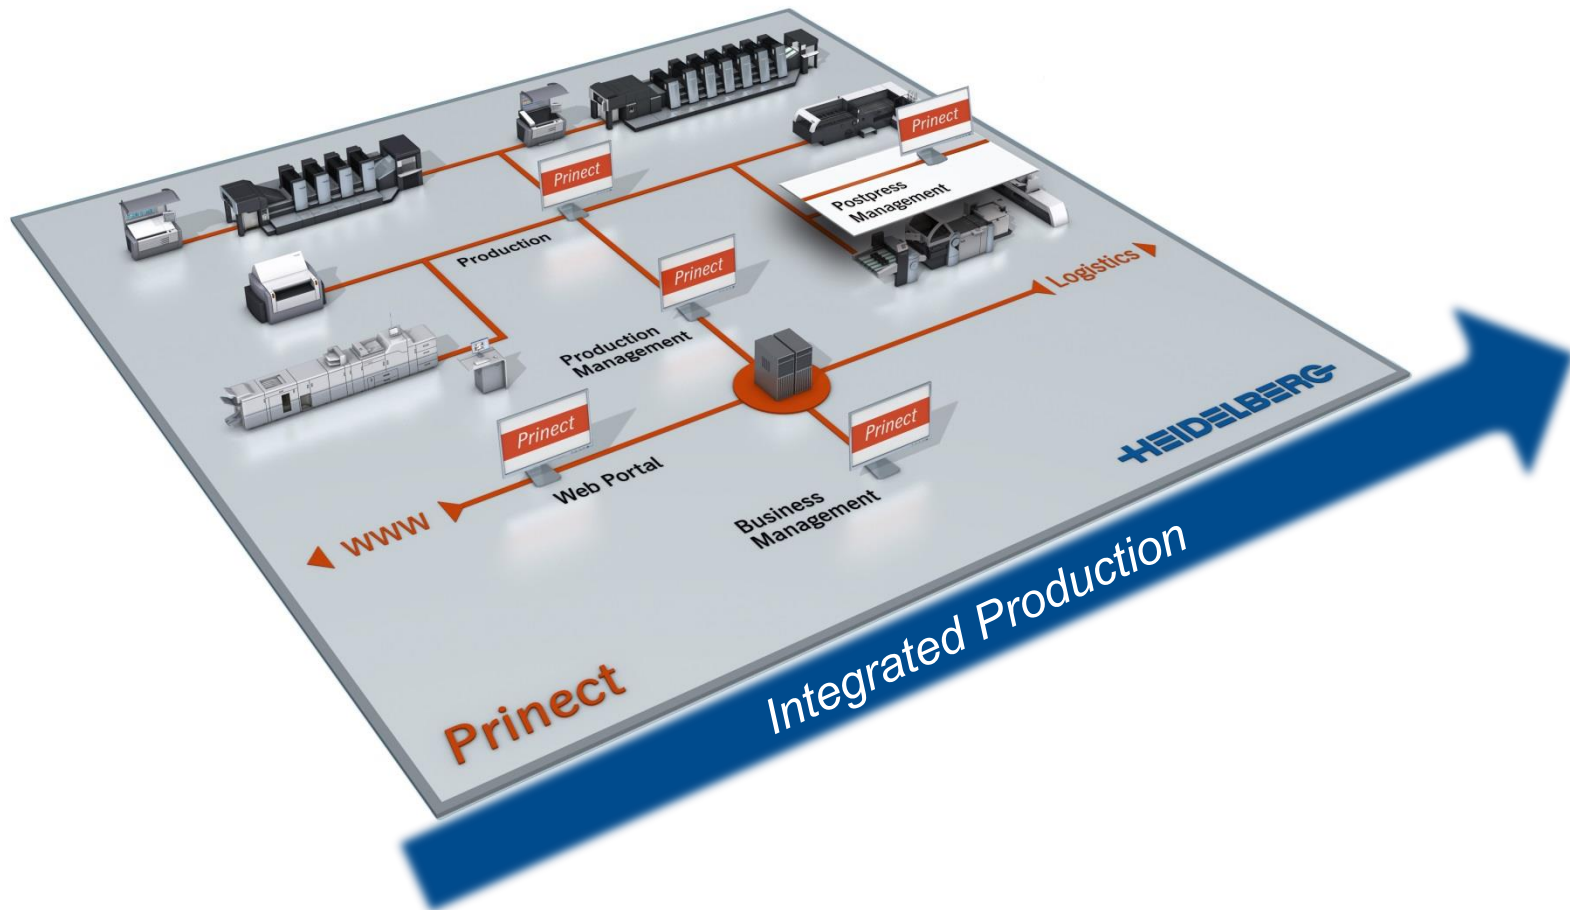 Prinect
Prinect
Postpress
Management
Production
Prinect
Logistics
Production
Management
Prinect
Prinect
Web Portal
WWW
Business
Management
HEIDELBERG
Integrated Production
Prinect